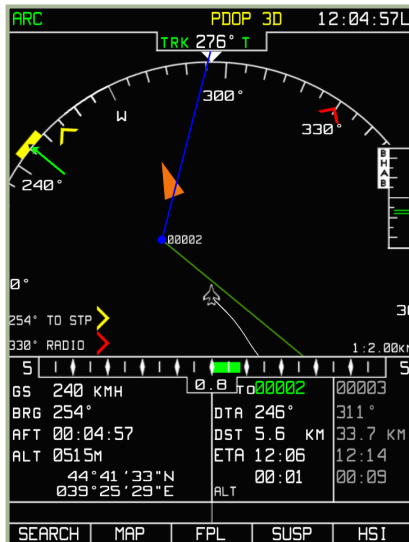 ARC PDOP 3D 12:04:57L
TRK 276° T
300°
W 330°
B
H
A
B
240°
00002
0°
30
254° TO STP
330° RADIO 1:2.00KM
5 5
0.8
GS 240 KMH TO 00002 00003
BRG 254° DTA 246° 311°
AFT 00:04:57 DST 5.6 KM 33.7 KM
ALT 0515M ETA 12:06 12:14
44°41'33"N 00:01 00:09
039°25'29"E ALT
SEARCH MAP FPL SUSP HSI